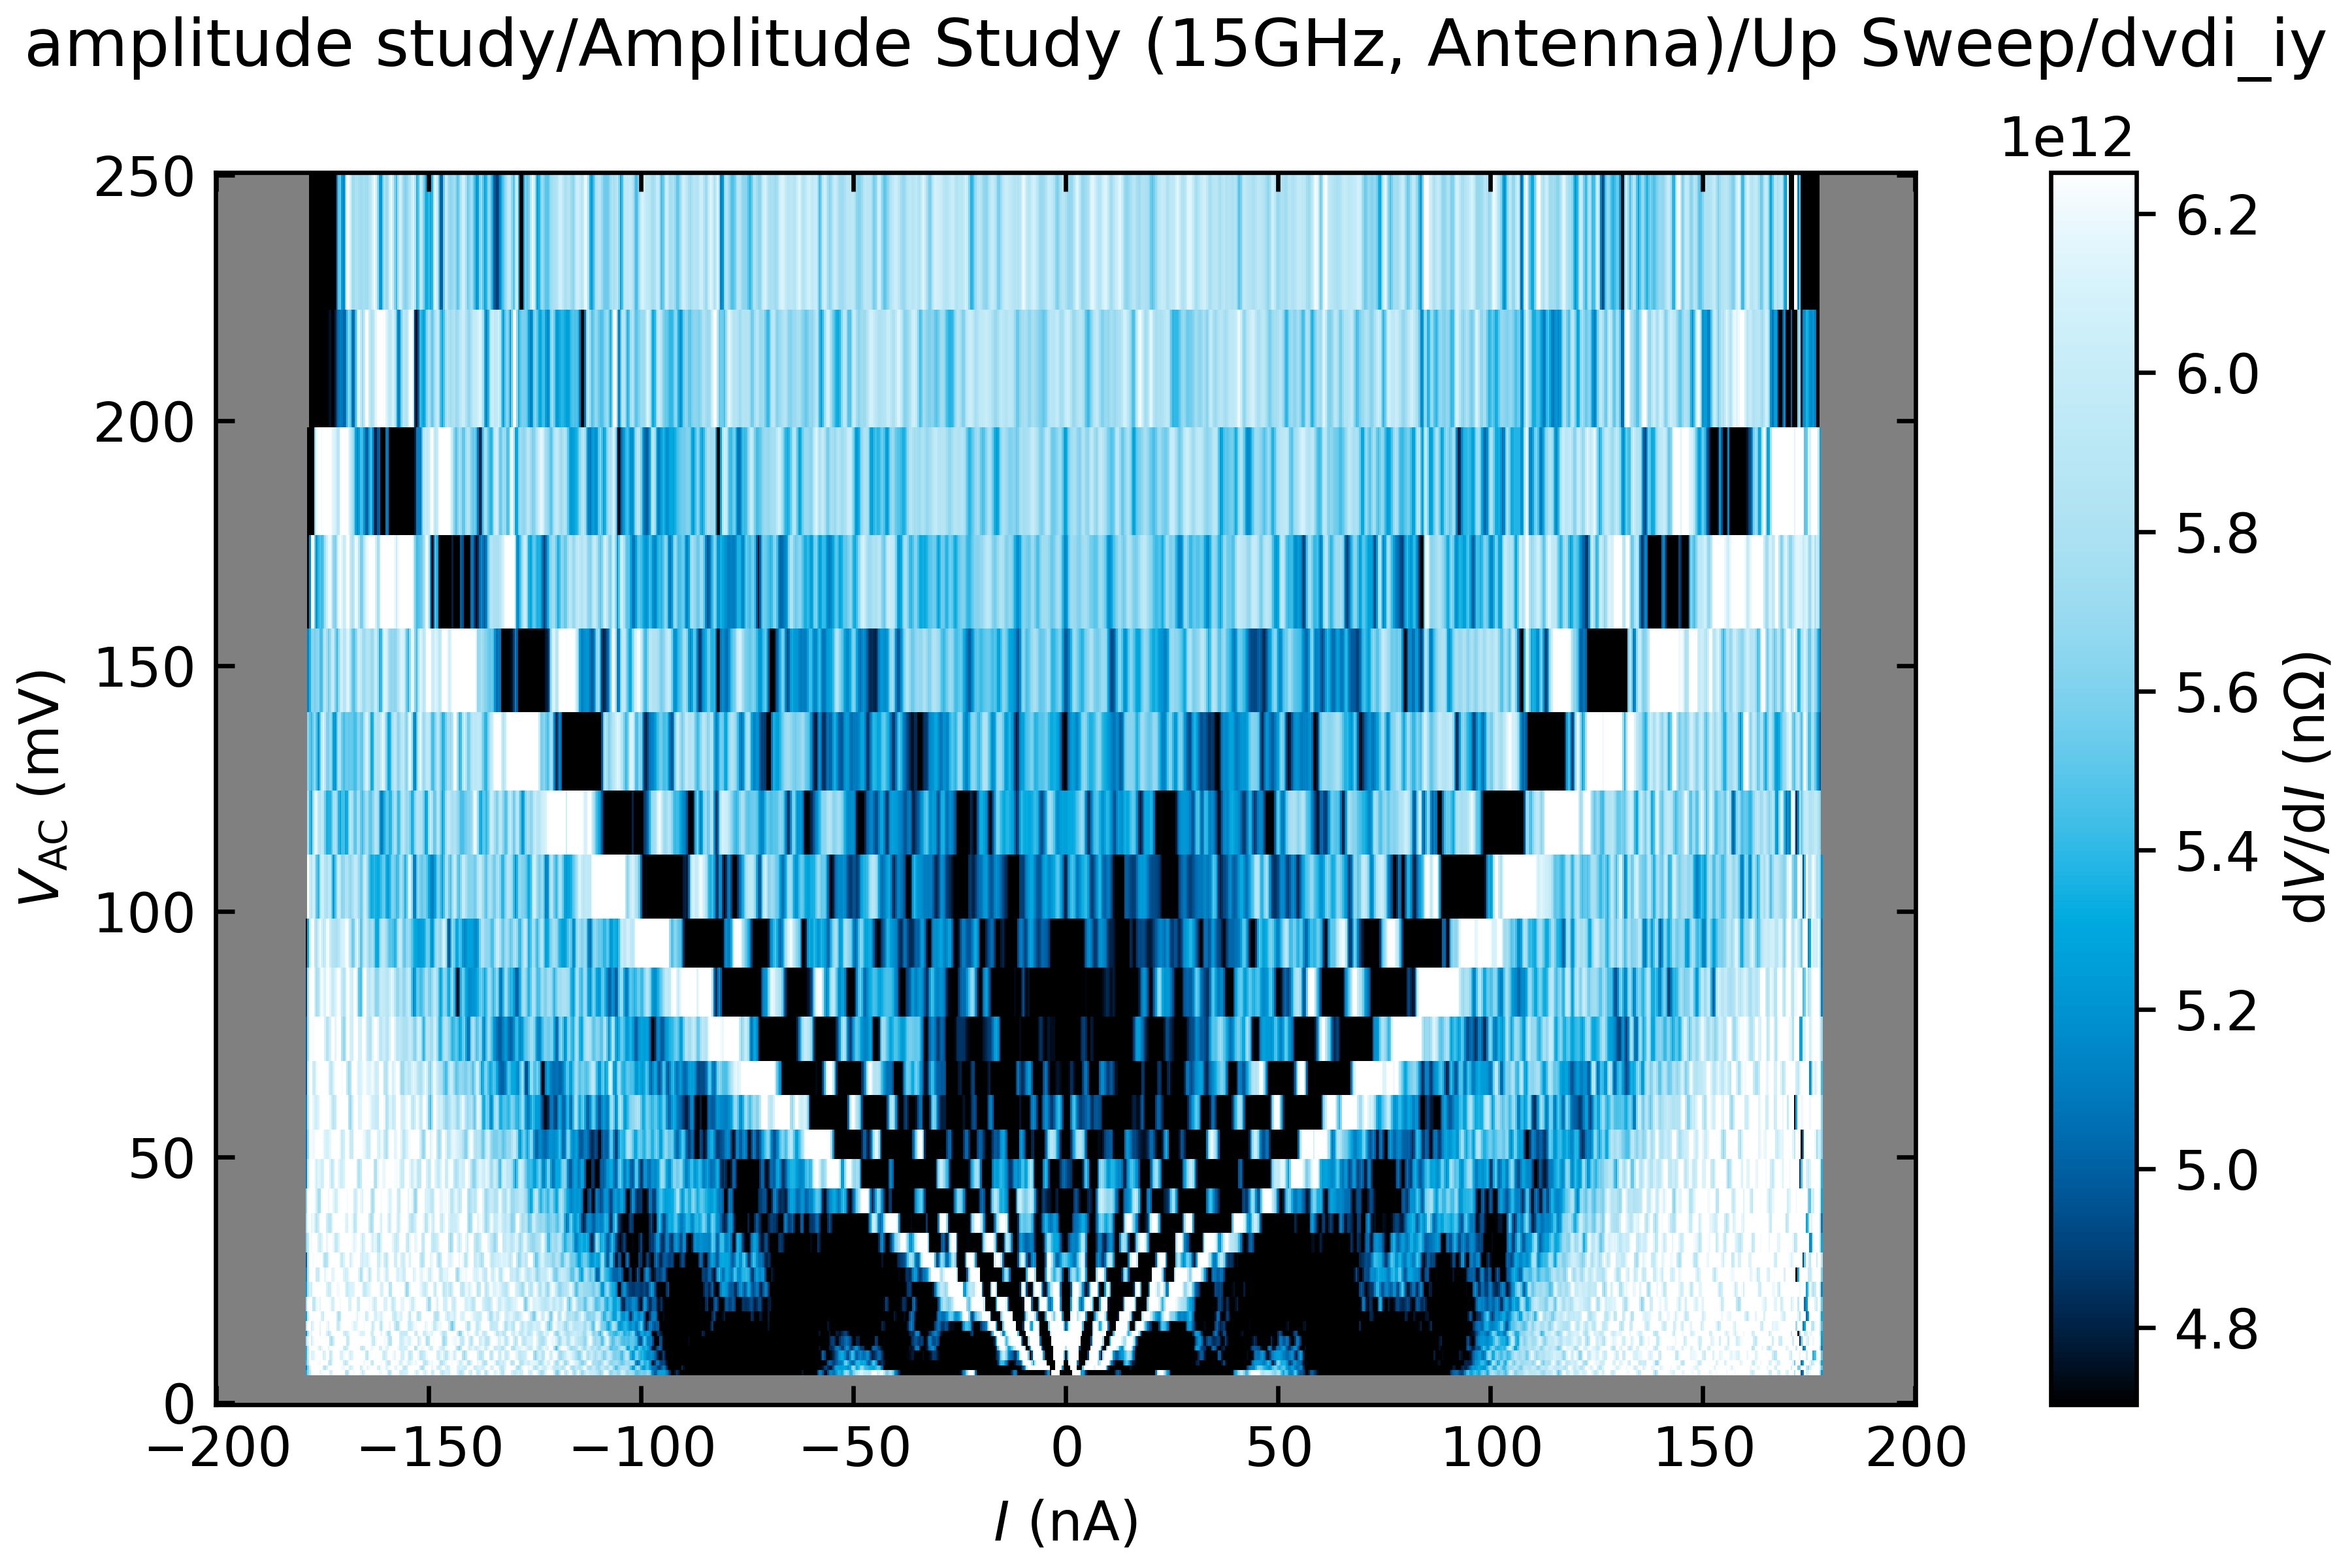 amplitude study/Amplitude Study (15GHz, Antenna)/Up Sweep/dvdi_iy
1e12
250
200
150
100
50
0
V_AC (mV)
−200 −150 −100 −50 0 50 100 150 200
I (nA)
6.2
6.0
5.8
5.6
5.4
5.2
5.0
4.8
dV/dI (nΩ)